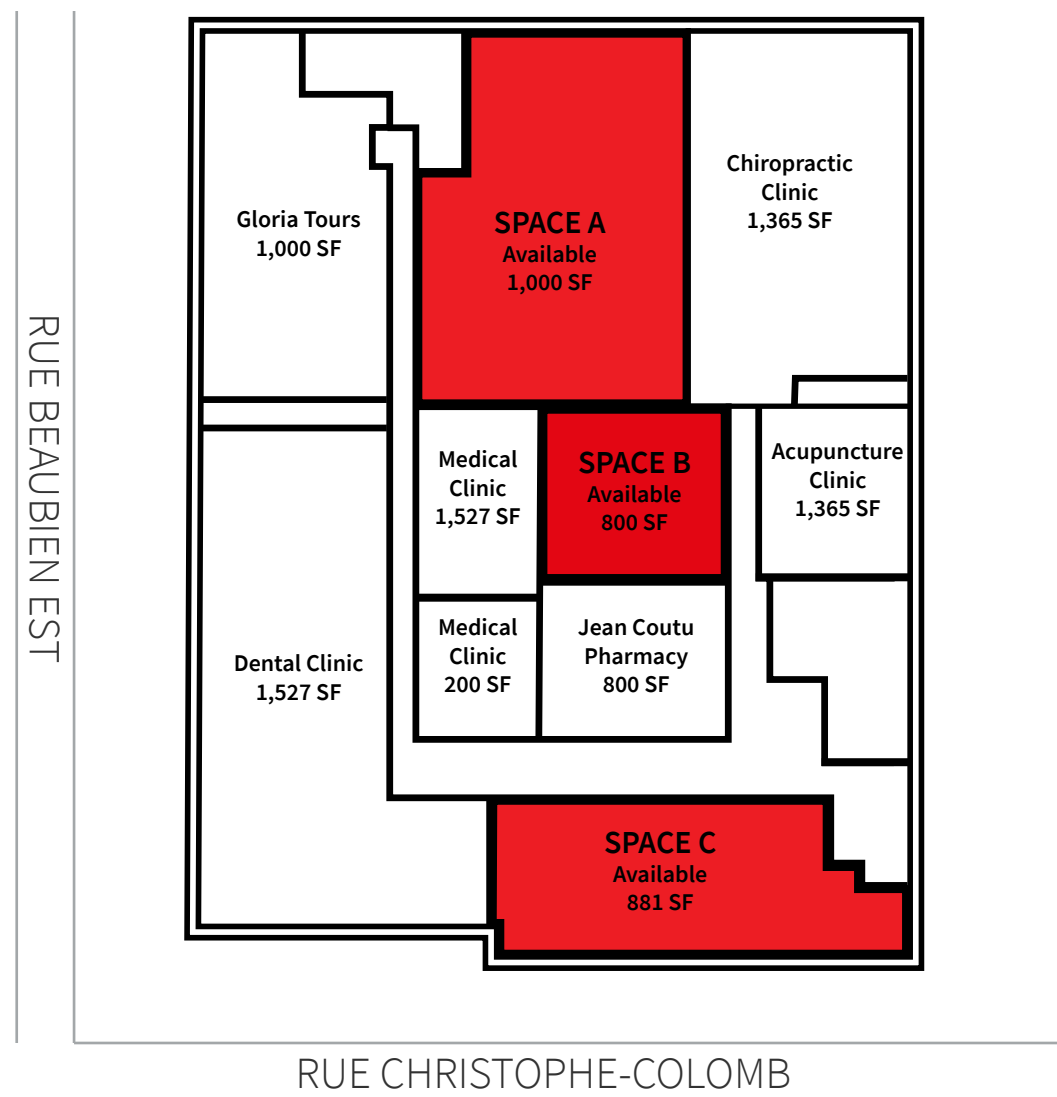 Chiropractic
Clinic
1,365 SF
Gloria Tours
1,000 SF
SPACE A
Available
1,000 SF
RUE BEAUBIEN EST
Medical
Clinic
1,527 SF
SPACE B
Available
800 SF
Acupuncture
Clinic
1,365 SF
Medical
Clinic
200 SF
Jean Coutu
Pharmacy
800 SF
Dental Clinic
1,527 SF
SPACE C
Available
881 SF
RUE CHRISTOPHE-COLOMB